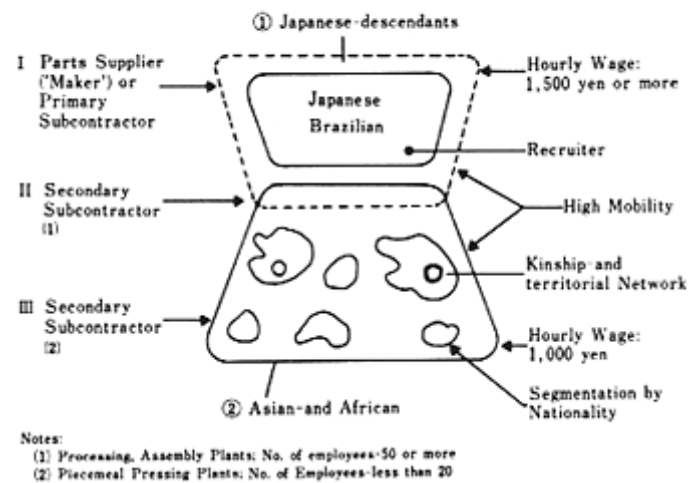 ① Japanese-descendants
I Parts Supplier
('Maker') or
Primary
Subcontractor
Hourly Wage:
1,500 yen or more
Japanese
Brazilian
Recruiter
II Secondary
Subcontractor
(1)
High Mobility
Kinship-and
territorial Network
III Secondary
Subcontractor
(2)
Hourly Wage:
1,000 yen
Segmentation by
Nationality
② Asian-and African
Notes:
(1) Processing, Assembly Plants; No. of employees-50 or more
(2) Piecemeal Pressing Plants; No. of Employees-less than 20